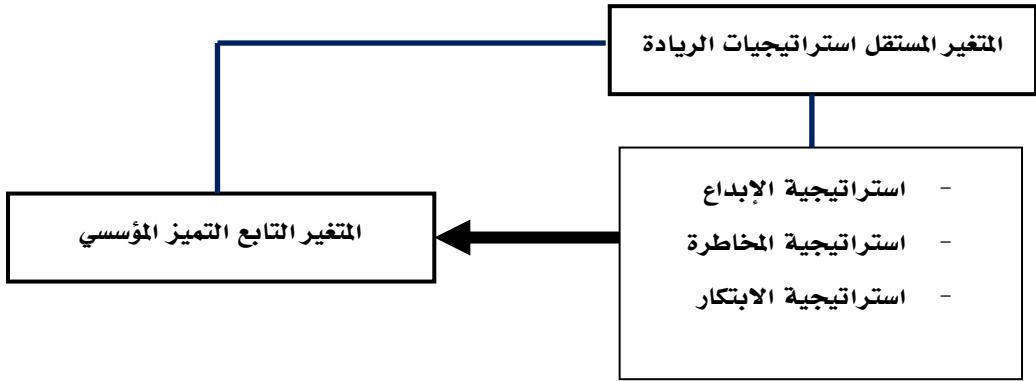 المتغير المستقل استراتيجيات الريادة
- استراتيجية الإبداع
- استراتيجية المخاطرة
- استراتيجية الابتكار
المتغير التابع التميز المؤسسي